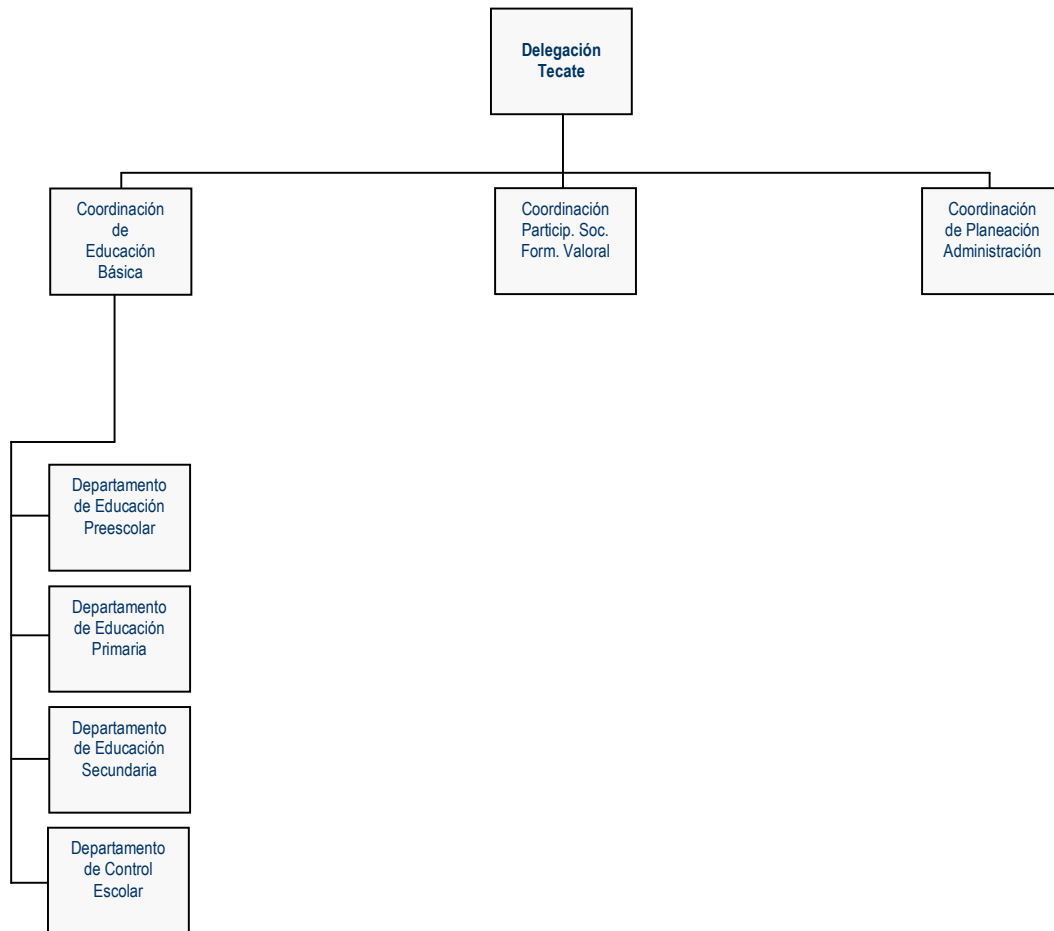 Delegación
Tecate
Coordinación
de
Educación
Básica
Coordinación
Particip. Soc.
Form. Valoral
Coordinación
de Planeación
Administración
Departamento
de Educación
Preescolar
Departamento
de Educación
Primaria
Departamento
de Educación
Secundaria
Departamento
de Control
Escolar